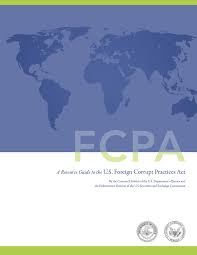 FCPA
A Resource Guide to the U.S. Foreign Corrupt Practices Act
By the Criminal Division of the U.S. Department of Justice and
the Enforcement Division of the U.S. Securities and Exchange Commission